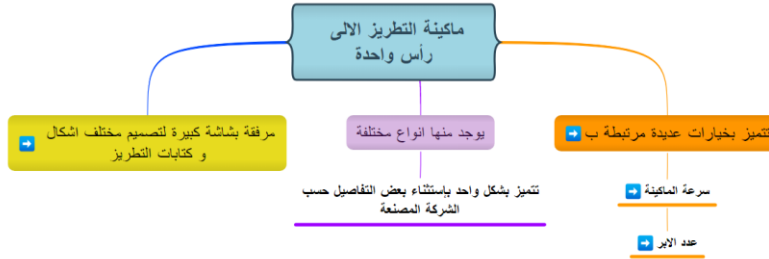 ماكينة التطريز الالى
رأس واحدة
تتميز بخيارات عديدة مرتبطة ب
سرعة الماكينة
عدد الابر
يوجد منها انواع مختلفة
تتميز بشكل واحد بإستثناء بعض التفاصيل حسب
الشركة المصنعة
مرفقة بشاشة كبيرة لتصميم مختلف اشكال
و كتابات التطريز